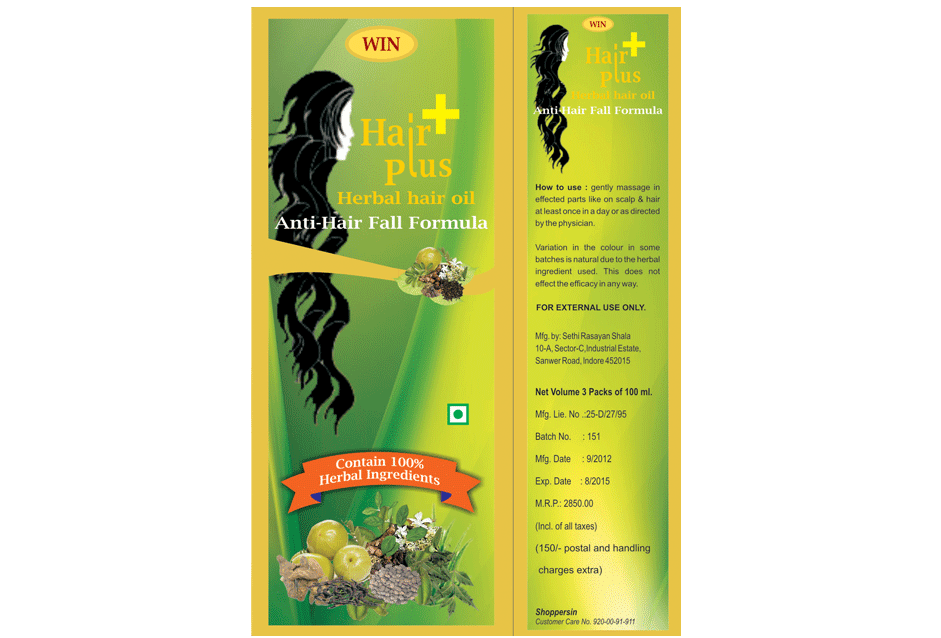 WIN
Hair
plus
Herbal hair oil
Anti-Hair Fall Formula
Contain 100%
Herbal Ingredients
WIN
Hair
plus
Herbal hair oil
Anti-Hair Fall Formula
How to use : gently massage in
effected parts like on scalp & hair
at least once in a day or as directed
by the physician.
Variation in the colour in some
batches is natural due to the herbal
ingredient used. This does not
effect the efficacy in any way.
FOR EXTERNAL USE ONLY.
Mfg. by: Sethi Rasayan Shala
10-A, Sector-C,Industrial Estate,
Sanwer Road, Indore 452015
Net Volume 3 Packs of 100 ml.
Mfg. Lie. No .:25-D/27/95
Batch No. : 151
Mfg. Date : 9/2012
Exp. Date : 8/2015
M.R.P.: 2850.00
(Incl. of all taxes)
(150/- postal and handling
charges extra)
Shoppersin
Customer Care No. 920-00-91-911